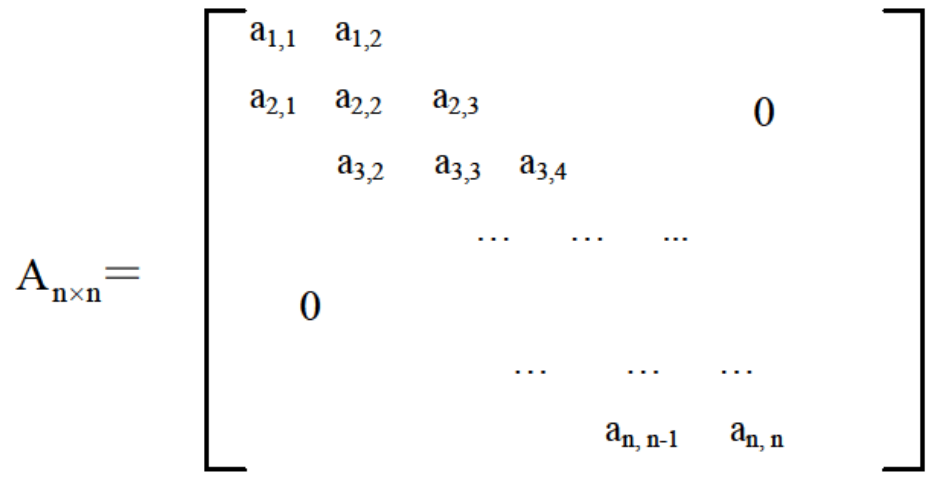 a1,1 a1,2
a2,1 a2,2 a2,3 0
a3,2 a3,3 a3,4
… … ...
An×n=
0
… … …
an, n-1 an, n